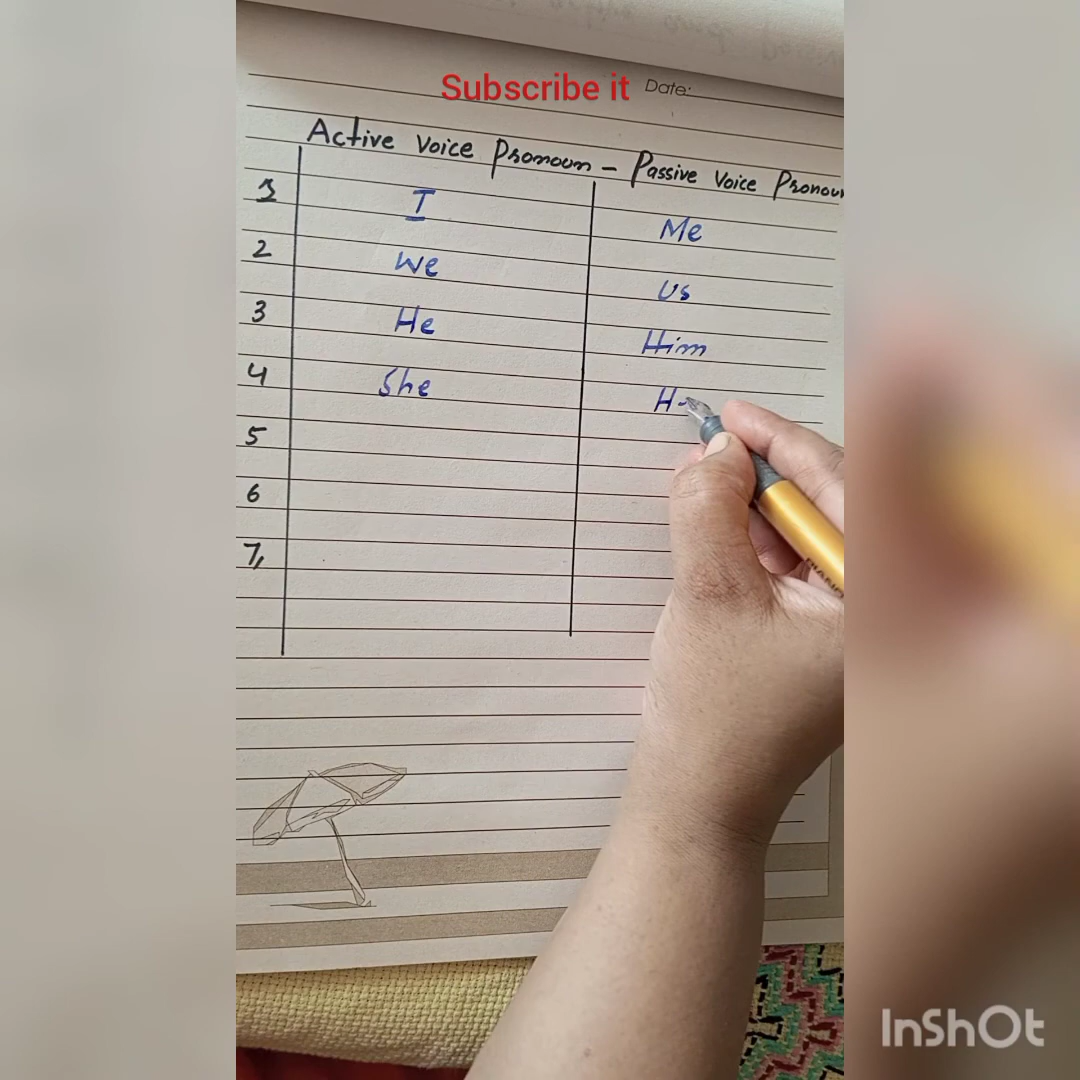 Subscribe it
Date:
Active Voice Pronoun - Passive Voice Pronoun
1 I Me
2 We Us
3 He Him
4 She H
5
6
7,
InShOt